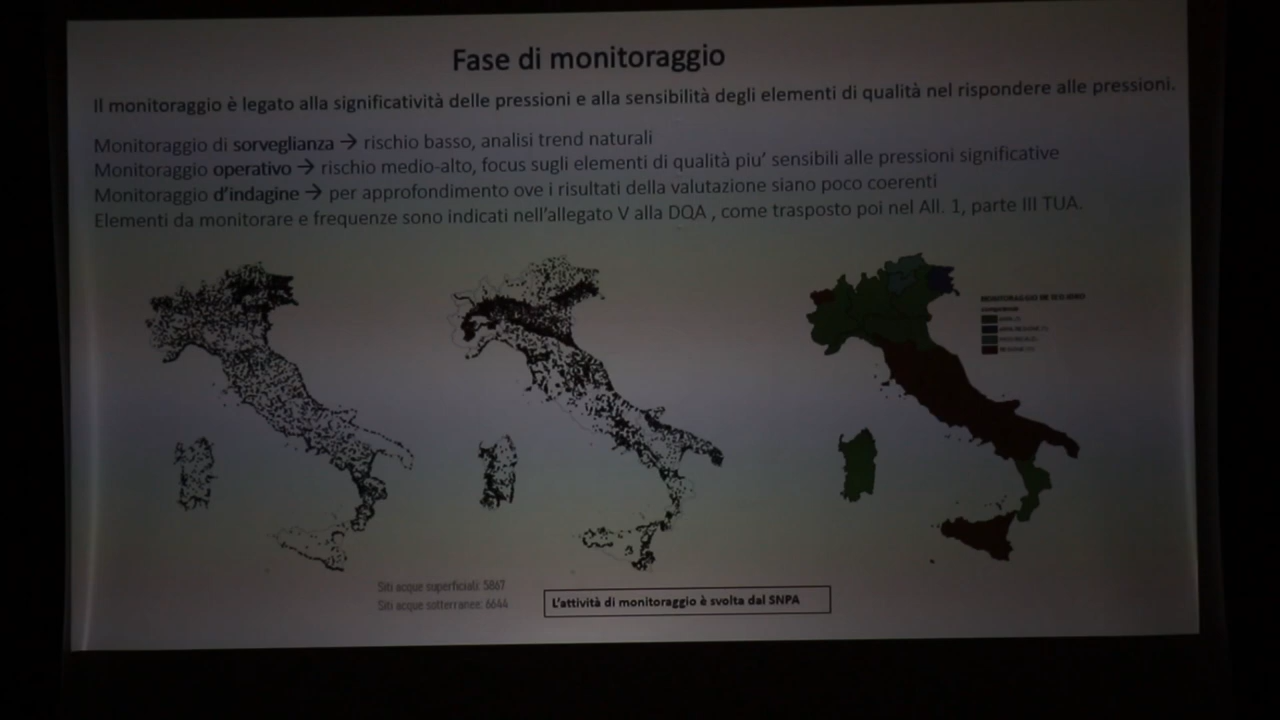 Fase di monitoraggio
Il monitoraggio è legato alla significatività delle pressioni e alla sensibilità degli elementi di qualità nel rispondere alle pressioni.
Monitoraggio di sorveglianza → rischio basso, analisi trend naturali
Monitoraggio operativo → rischio medio-alto, focus sugli elementi di qualità piu’ sensibili alle pressioni significative
Monitoraggio d’indagine → per approfondimento ove i risultati della valutazione siano poco coerenti
Elementi da monitorare e frequenze sono indicati nell’allegato V alla DQA , come trasposto poi nel All. 1, parte III TUA.
Siti acque superficiali: 5867
Siti acque sotterranee: 6644
L’attività di monitoraggio è svolta dal SNPA